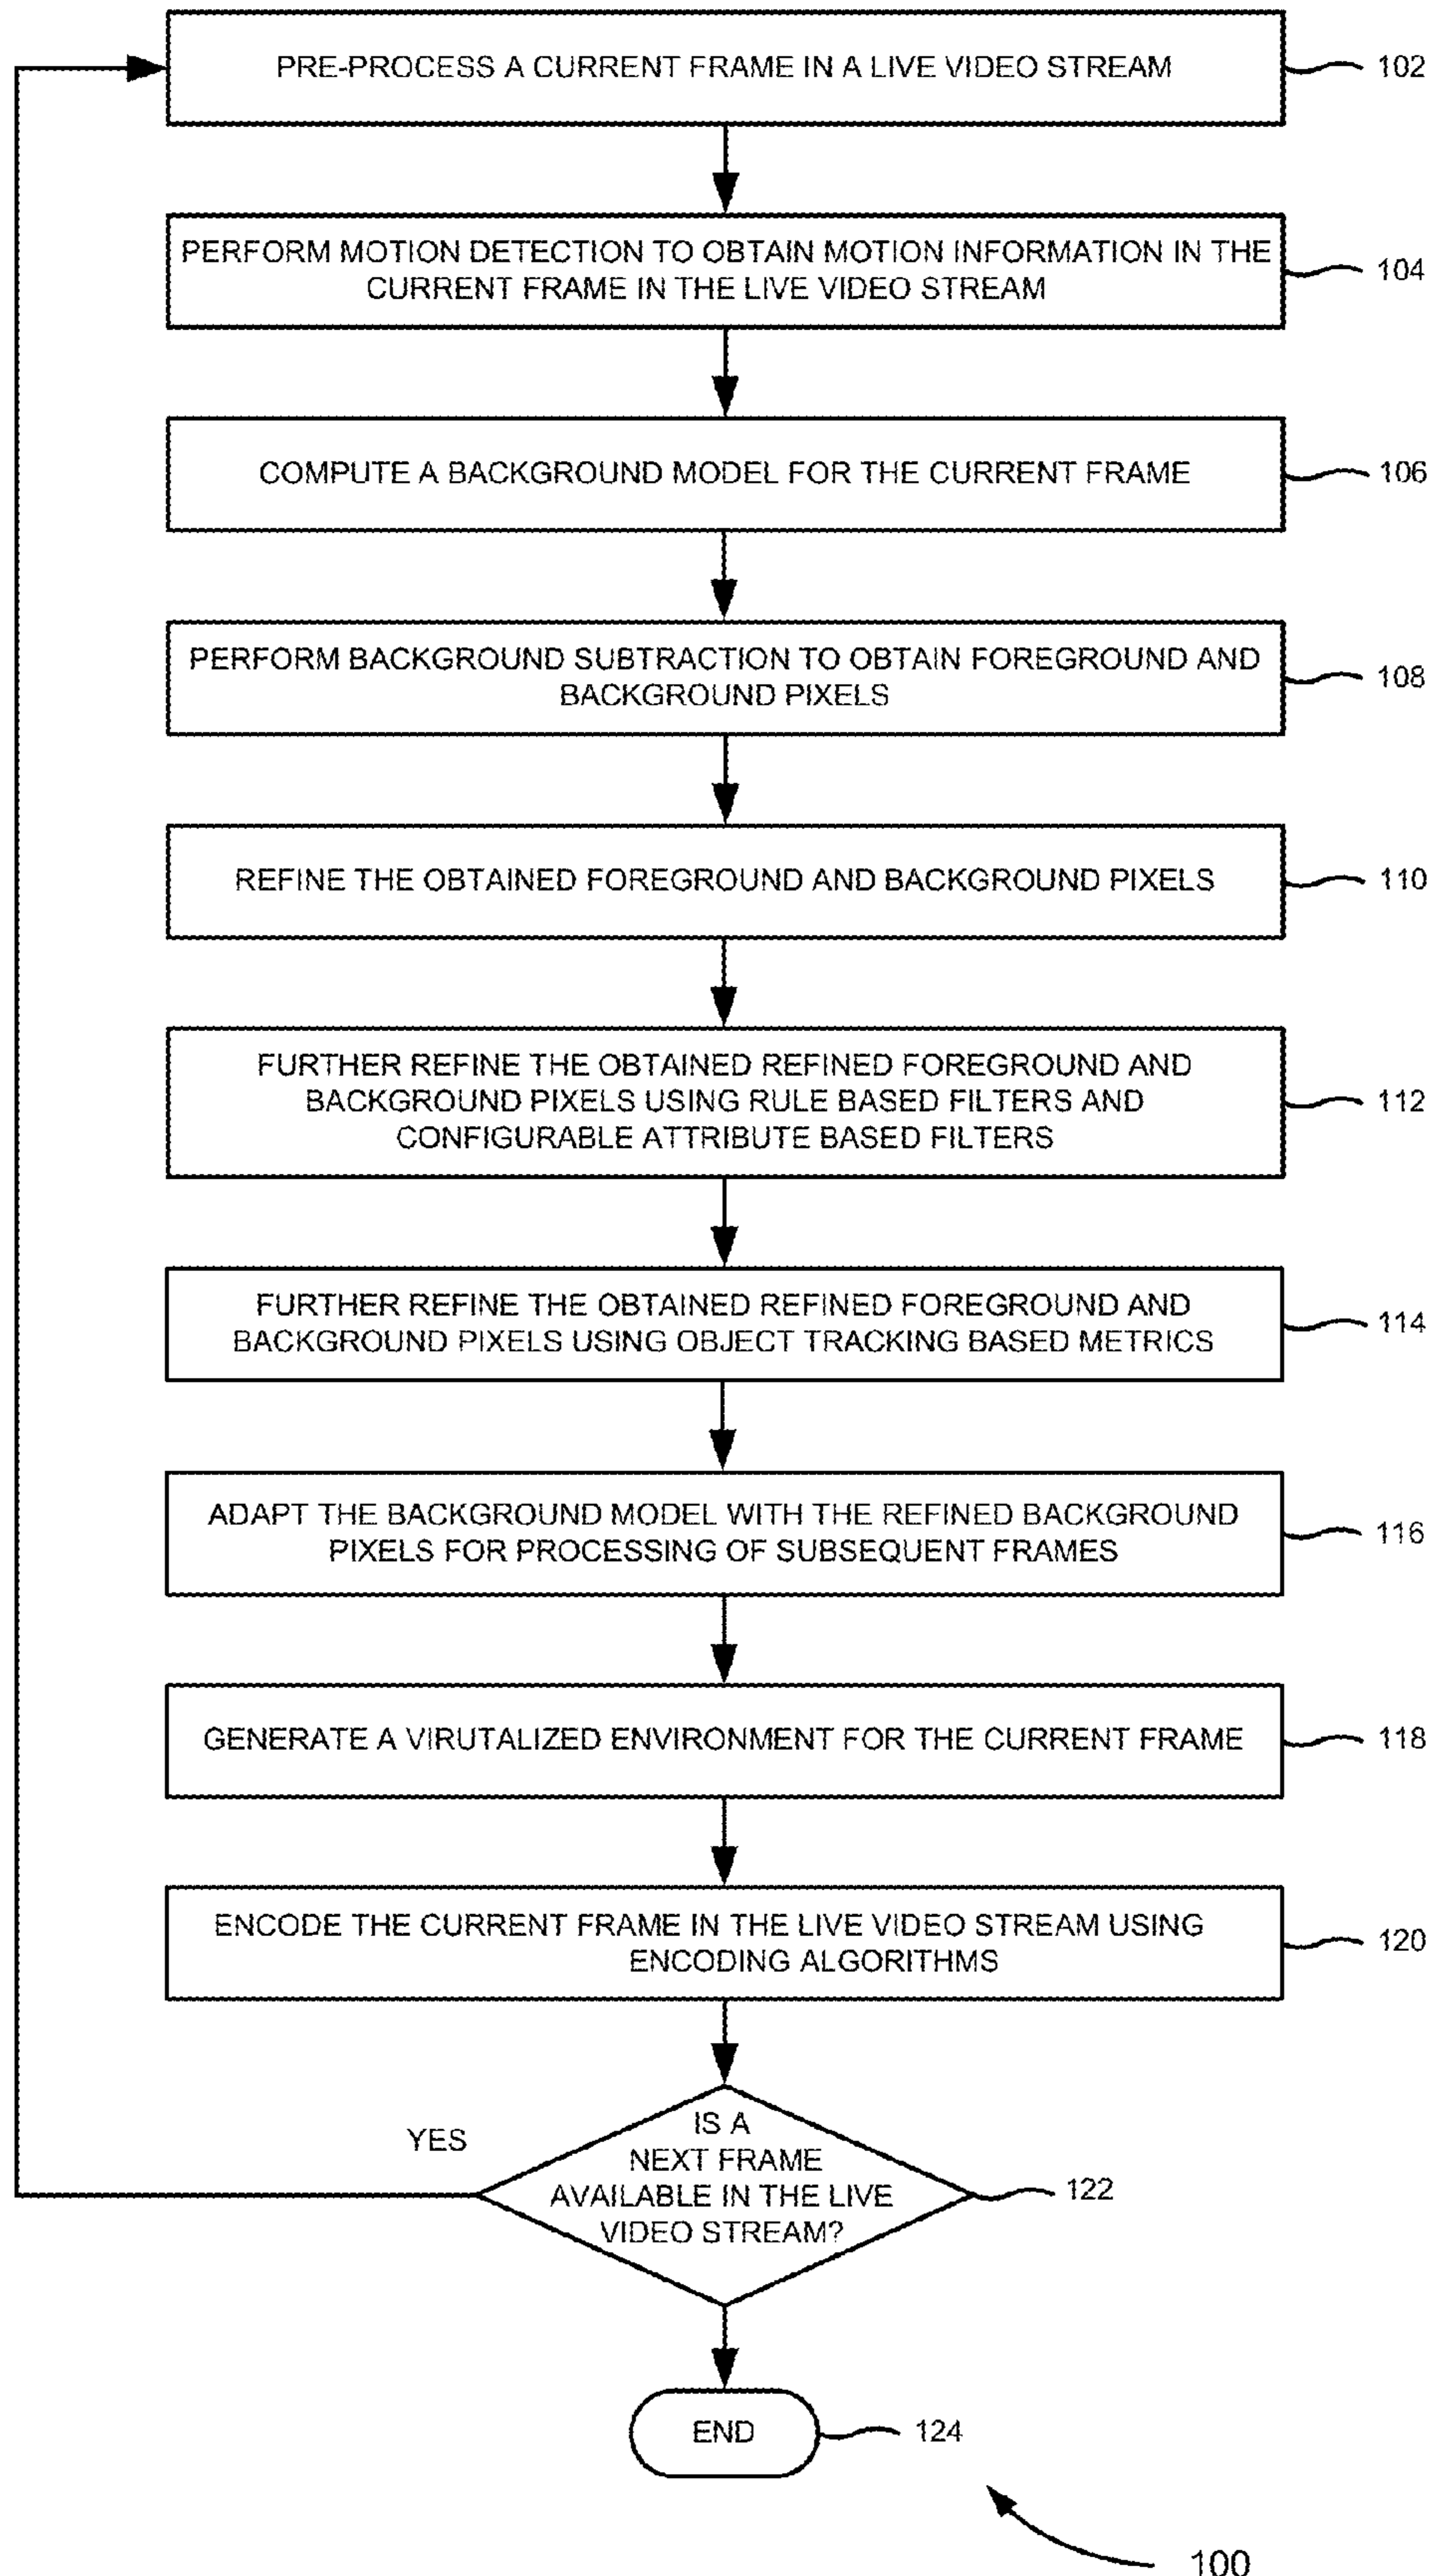 PRE-PROCESS A CURRENT FRAME IN A LIVE VIDEO STREAM
102
PERFORM MOTION DETECTION TO OBTAIN MOTION INFORMATION IN THE
CURRENT FRAME IN THE LIVE VIDEO STREAM
104
COMPUTE A BACKGROUND MODEL FOR THE CURRENT FRAME
106
PERFORM BACKGROUND SUBTRACTION TO OBTAIN FOREGROUND AND
BACKGROUND PIXELS
108
REFINE THE OBTAINED FOREGROUND AND BACKGROUND PIXELS
110
FURTHER REFINE THE OBTAINED REFINED FOREGROUND AND
BACKGROUND PIXELS USING RULE BASED FILTERS AND
CONFIGURABLE ATTRIBUTE BASED FILTERS
112
FURTHER REFINE THE OBTAINED REFINED FOREGROUND AND
BACKGROUND PIXELS USING OBJECT TRACKING BASED METRICS
114
ADAPT THE BACKGROUND MODEL WITH THE REFINED BACKGROUND
PIXELS FOR PROCESSING OF SUBSEQUENT FRAMES
116
GENERATE A VIRUTALIZED ENVIRONMENT FOR THE CURRENT FRAME
118
ENCODE THE CURRENT FRAME IN THE LIVE VIDEO STREAM USING
ENCODING ALGORITHMS
120
YES
IS A
NEXT FRAME
AVAILABLE IN THE LIVE
VIDEO STREAM?
122
END
124
100